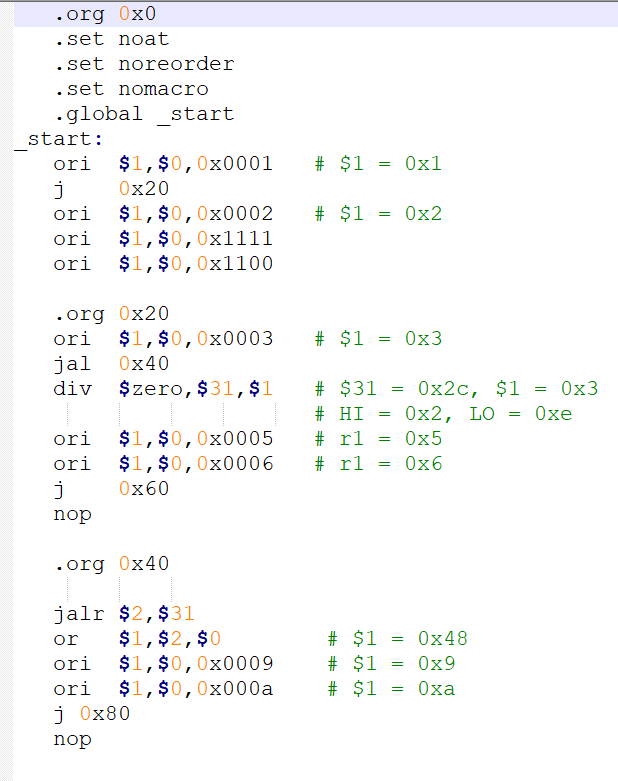 .org 0x0
.set noat
.set noreorder
.set nomacro
.global _start
_start:
ori $1,$0,0x0001 # $1 = 0x1
j 0x20
ori $1,$0,0x0002 # $1 = 0x2
ori $1,$0,0x1111
ori $1,$0,0x1100
.org 0x20
ori $1,$0,0x0003 # $1 = 0x3
jal 0x40
div $zero,$31,$1 # $31 = 0x2c, $1 = 0x3
# HI = 0x2, LO = 0xe
ori $1,$0,0x0005 # r1 = 0x5
ori $1,$0,0x0006 # r1 = 0x6
j 0x60
nop
.org 0x40
jalr $2,$31
or $1,$2,$0 # $1 = 0x48
ori $1,$0,0x0009 # $1 = 0x9
ori $1,$0,0x000a # $1 = 0xa
j 0x80
nop